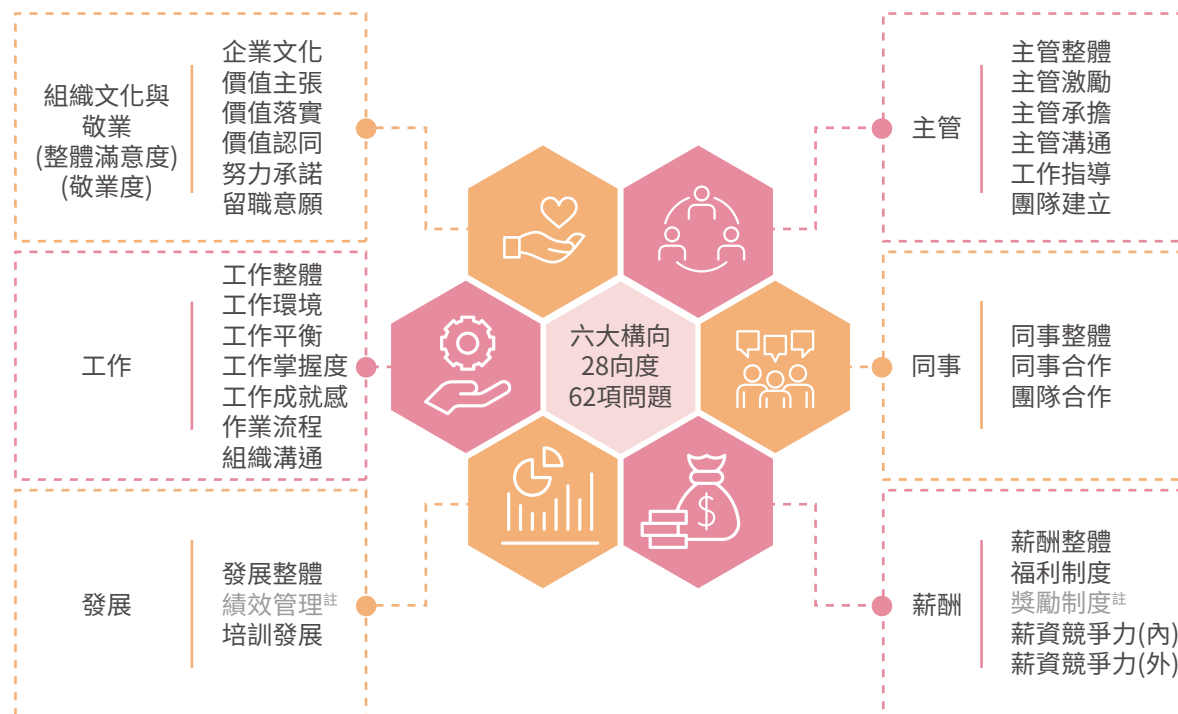 組織文化與
敬業
(整體滿意度)
(敬業度)
企業文化
價值主張
價值落實
價值認同
努力承諾
留職意願
工作
工作整體
工作環境
工作平衡
工作掌握度
工作成就感
作業流程
組織溝通
發展
發展整體
績效管理註
培訓發展
六大構向
28向度
62項問題
$
主管
主管整體
主管激勵
主管承擔
主管溝通
工作指導
團隊建立
同事
同事整體
同事合作
團隊合作
薪酬
薪酬整體
福利制度
獎勵制度註
薪資競爭力(內)
薪資競爭力(外)